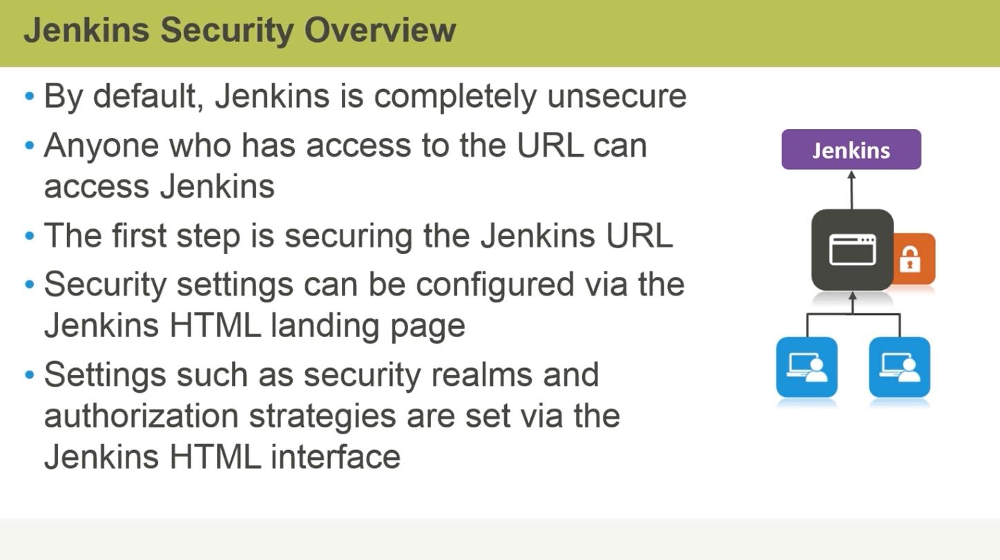 Jenkins Security Overview
• By default, Jenkins is completely unsecure
• Anyone who has access to the URL can
access Jenkins
• The first step is securing the Jenkins URL
• Security settings can be configured via the
Jenkins HTML landing page
• Settings such as security realms and
authorization strategies are set via the
Jenkins HTML interface
Jenkins